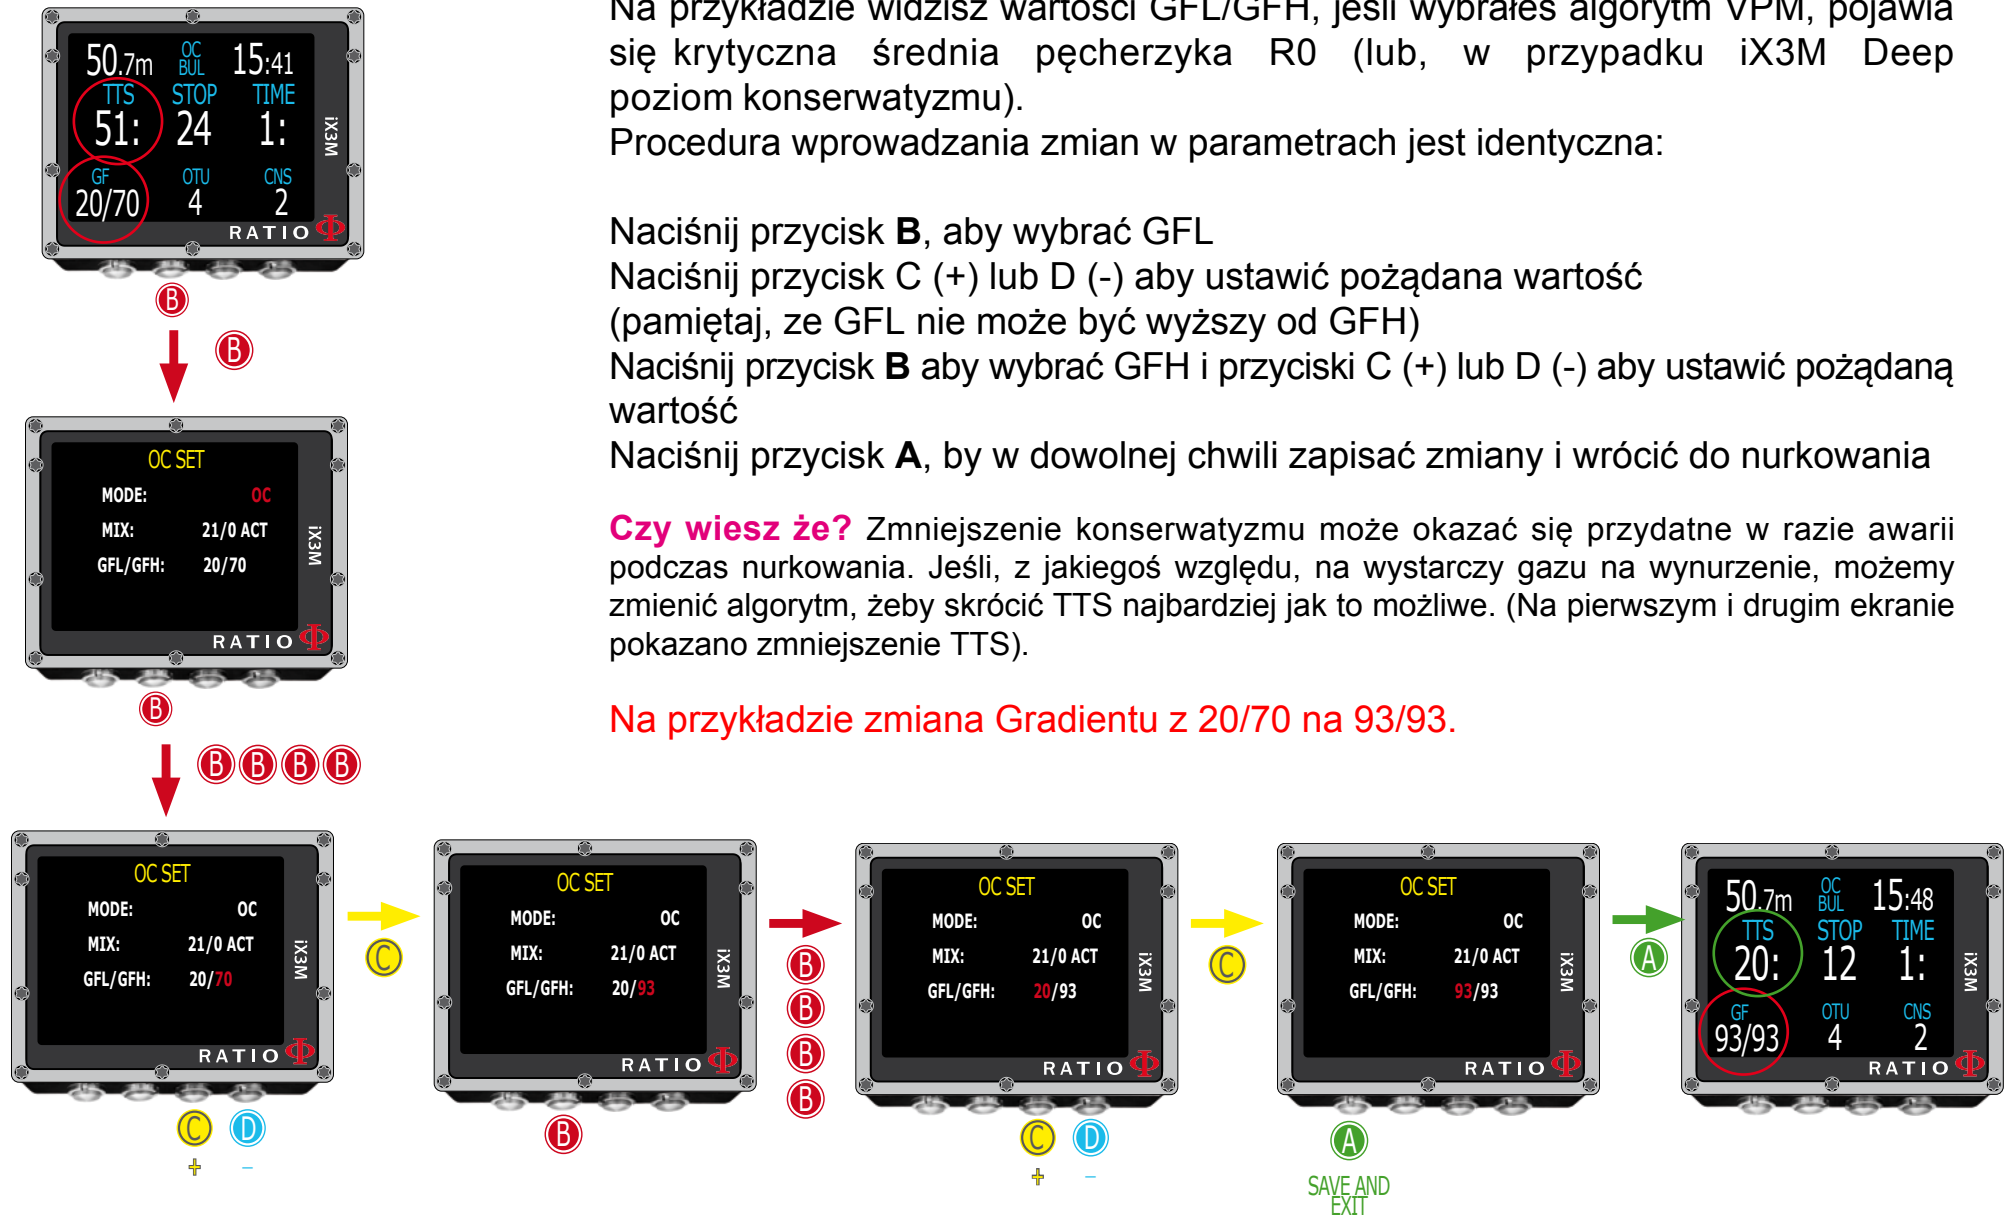 Na przykładzie widzisz wartości GFL/GFH, jeśli wybrałeś algorytm VPM, pojawia
się krytyczna średnia pęcherzyka R0 (lub, w przypadku iX3M Deep
poziom konserwatyzmu).
Procedura wprowadzania zmian w parametrach jest identyczna:
Naciśnij przycisk B, aby wybrać GFL
Naciśnij przycisk C (+) lub D (-) aby ustawić pożądana wartość
(pamiętaj, ze GFL nie może być wyższy od GFH)
Naciśnij przycisk B aby wybrać GFH i przyciski C (+) lub D (-) aby ustawić pożądaną
wartość
Naciśnij przycisk A, by w dowolnej chwili zapisać zmiany i wrócić do nurkowania
Czy wiesz że? Zmniejszenie konserwatyzmu może okazać się przydatne w razie awarii
podczas nurkowania. Jeśli, z jakiegoś względu, na wystarczy gazu na wynurzenie, możemy
zmienić algorytm, żeby skrócić TTS najbardziej jak to możliwe. (Na pierwszym i drugim ekranie
pokazano zmniejszenie TTS).
Na przykładzie zmiana Gradientu z 20/70 na 93/93.
50.7m OC BUL 15:41
TTS STOP TIME
51: 24 1:
GF OTU CNS
20/70 4 2
iX3M
RATIO
B
B
OC SET
MODE: OC
MIX: 21/0 ACT
GFL/GFH: 20/70
iX3M
RATIO
B
B B B B
OC SET
MODE: OC
MIX: 21/0 ACT
GFL/GFH: 20/70
iX3M
RATIO
C D
+ -
C
OC SET
MODE: OC
MIX: 21/0 ACT
GFL/GFH: 20/93
iX3M
RATIO
B
B
B
B
B
OC SET
MODE: OC
MIX: 21/0 ACT
GFL/GFH: 20/93
iX3M
RATIO
C D
+ -
C
OC SET
MODE: OC
MIX: 21/0 ACT
GFL/GFH: 93/93
iX3M
RATIO
A
SAVE AND
EXIT
A
50.7m OC BUL 15:48
TTS STOP TIME
20: 12 1:
GF OTU CNS
93/93 4 2
iX3M
RATIO